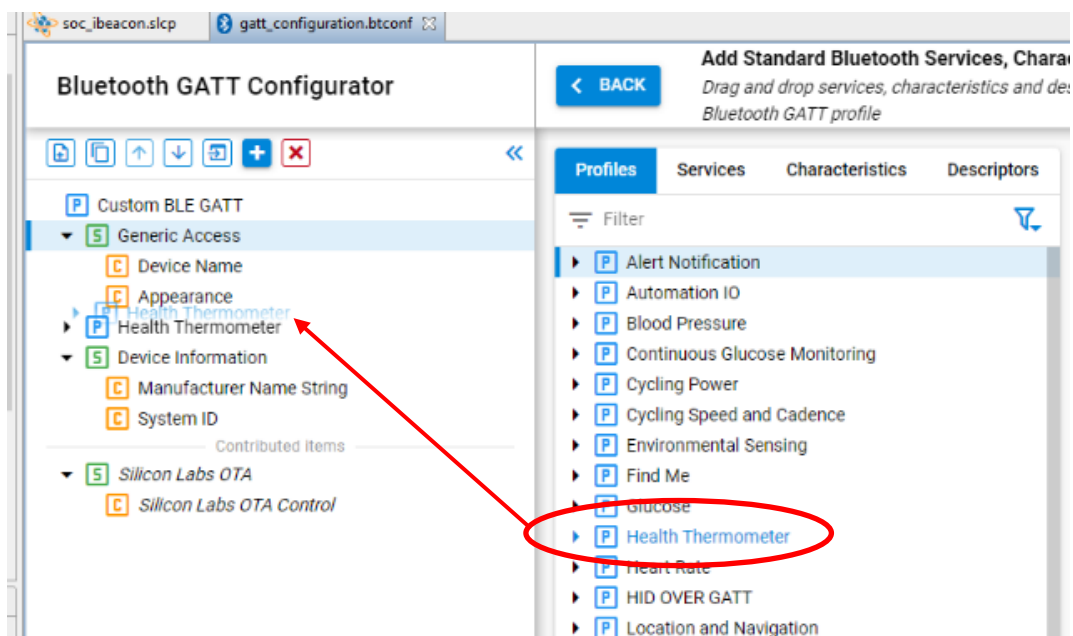 soc_ibeacon.slcp
gatt_configuration.btconf
Bluetooth GATT Configurator
BACK
Add Standard Bluetooth Services,
Drag and drop services, characteristics and
Bluetooth GATT profile
Profiles Services Characteristics Descriptors
Filter
P Custom BLE GATT
S Generic Access
C Device Name
C Appearance
P Health Thermometer
P Health Thermometer
S Device Information
C Manufacturer Name String
C System ID
Contributed items
S Silicon Labs OTA
C Silicon Labs OTA Control
P Alert Notification
P Automation IO
P Blood Pressure
P Continuous Glucose Monitoring
P Cycling Power
P Cycling Speed and Cadence
P Environmental Sensing
P Find Me
P Glucose
P Health Thermometer
P Heart Rate
P HID OVER GATT
P Location and Navigation